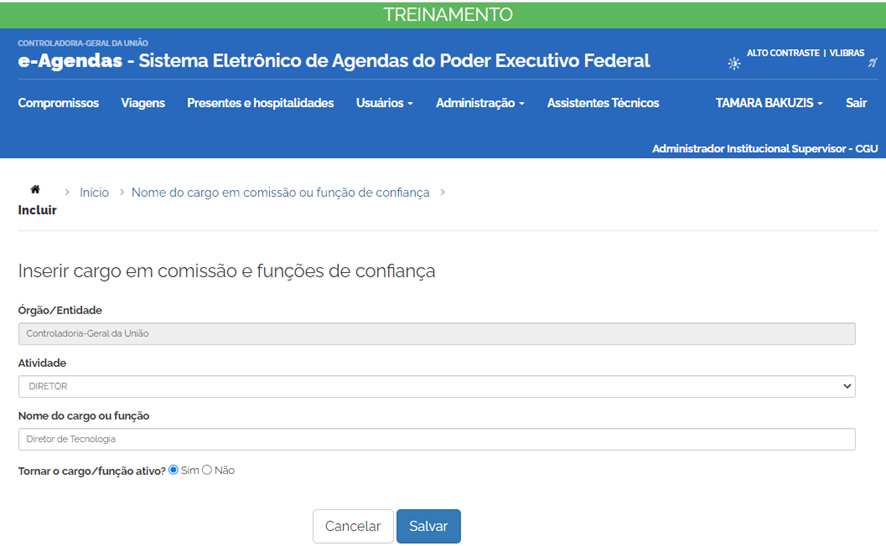 TREINAMENTO
CONTROLADORIA-GERAL DA UNIÃO
e-Agendas - Sistema Eletrônico de Agendas do Poder Executivo Federal
ALTO CONTRASTE | VLIBRAS
Compromissos Viagens Presentes e hospitalidades Usuários Administração Assistentes Técnicos TAMARA BAKUZIS Sair
Administrador Institucional Supervisor - CGU
> Início > Nome do cargo em comissão ou função de confiança >
Incluir
Inserir cargo em comissão e funções de confiança
Órgão/Entidade
Controladoria-Geral da União
Atividade
DIRETOR
Nome do cargo ou função
Diretor de Tecnologia
Tornar o cargo/função ativo? Sim Não
Cancelar Salvar